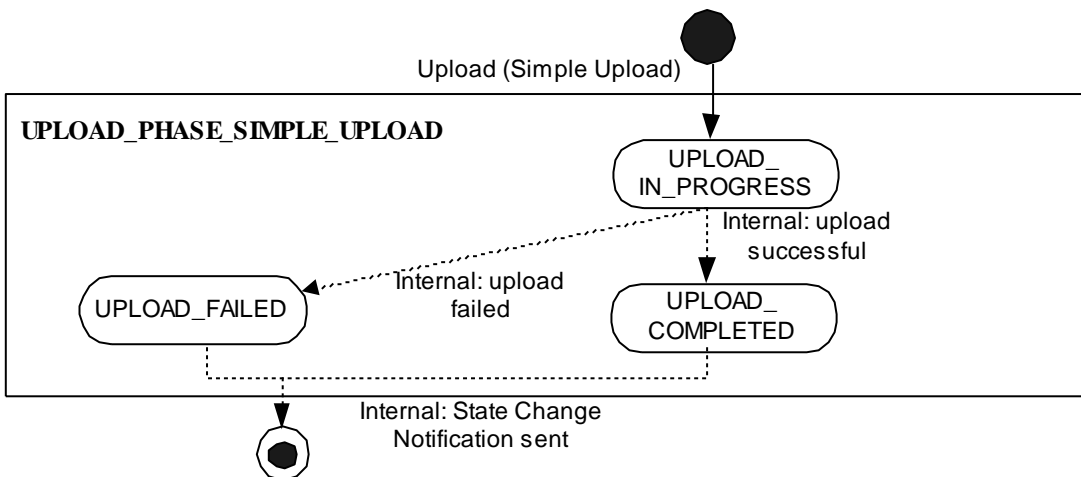 Upload (Simple Upload)
UPLOAD_PHASE_SIMPLE_UPLOAD
UPLOAD_
IN_PROGRESS
Internal: upload
successful
Internal: upload
failed
UPLOAD_FAILED
UPLOAD_
COMPLETED
Internal: State Change
Notification sent